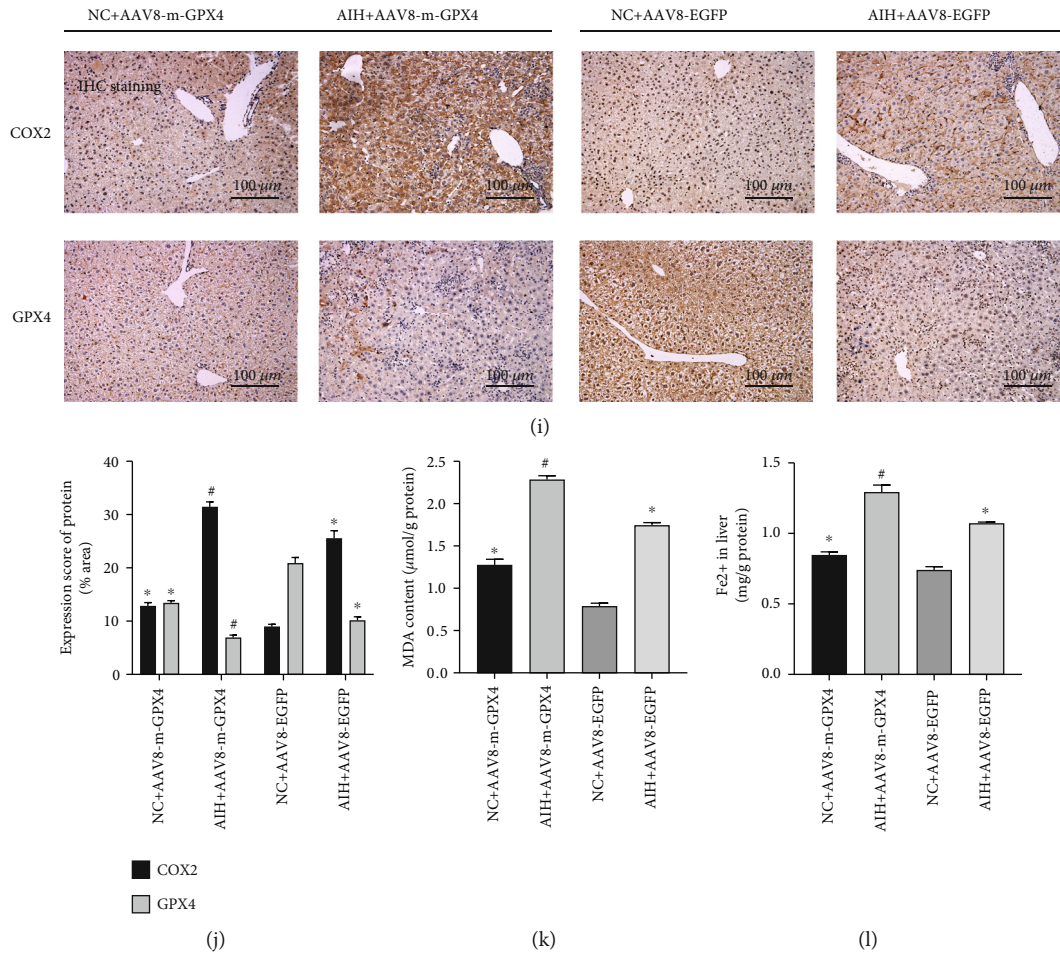 NC+AAV8-m-GPX4 AIH+AAV8-m-GPX4 NC+AAV8-EGFP AIH+AAV8-EGFP
IHC staining
COX2
100 µm 100 µm 100 µm 100 µm
GPX4
100 µm 100 µm 100 µm 100 µm
(i)
Expression score of protein
(% area)
40
30
20
10
0
* * # # * *
NC+AAV8-m-GPX4
AIH+AAV8-m-GPX4
NC+AAV8-EGFP
AIH+AAV8-EGFP
COX2
GPX4
(j)
MDA content (µmol/g protein)
2.5
2.0
1.5
1.0
0.5
0.0
* # *
NC+AAV8-m-GPX4
AIH+AAV8-m-GPX4
NC+AAV8-EGFP
AIH+AAV8-EGFP
(k)
Fe2+ in liver
(mg/g protein)
1.5
1.0
0.5
0.0
* # *
NC+AAV8-m-GPX4
AIH+AAV8-m-GPX4
NC+AAV8-EGFP
AIH+AAV8-EGFP
(l)